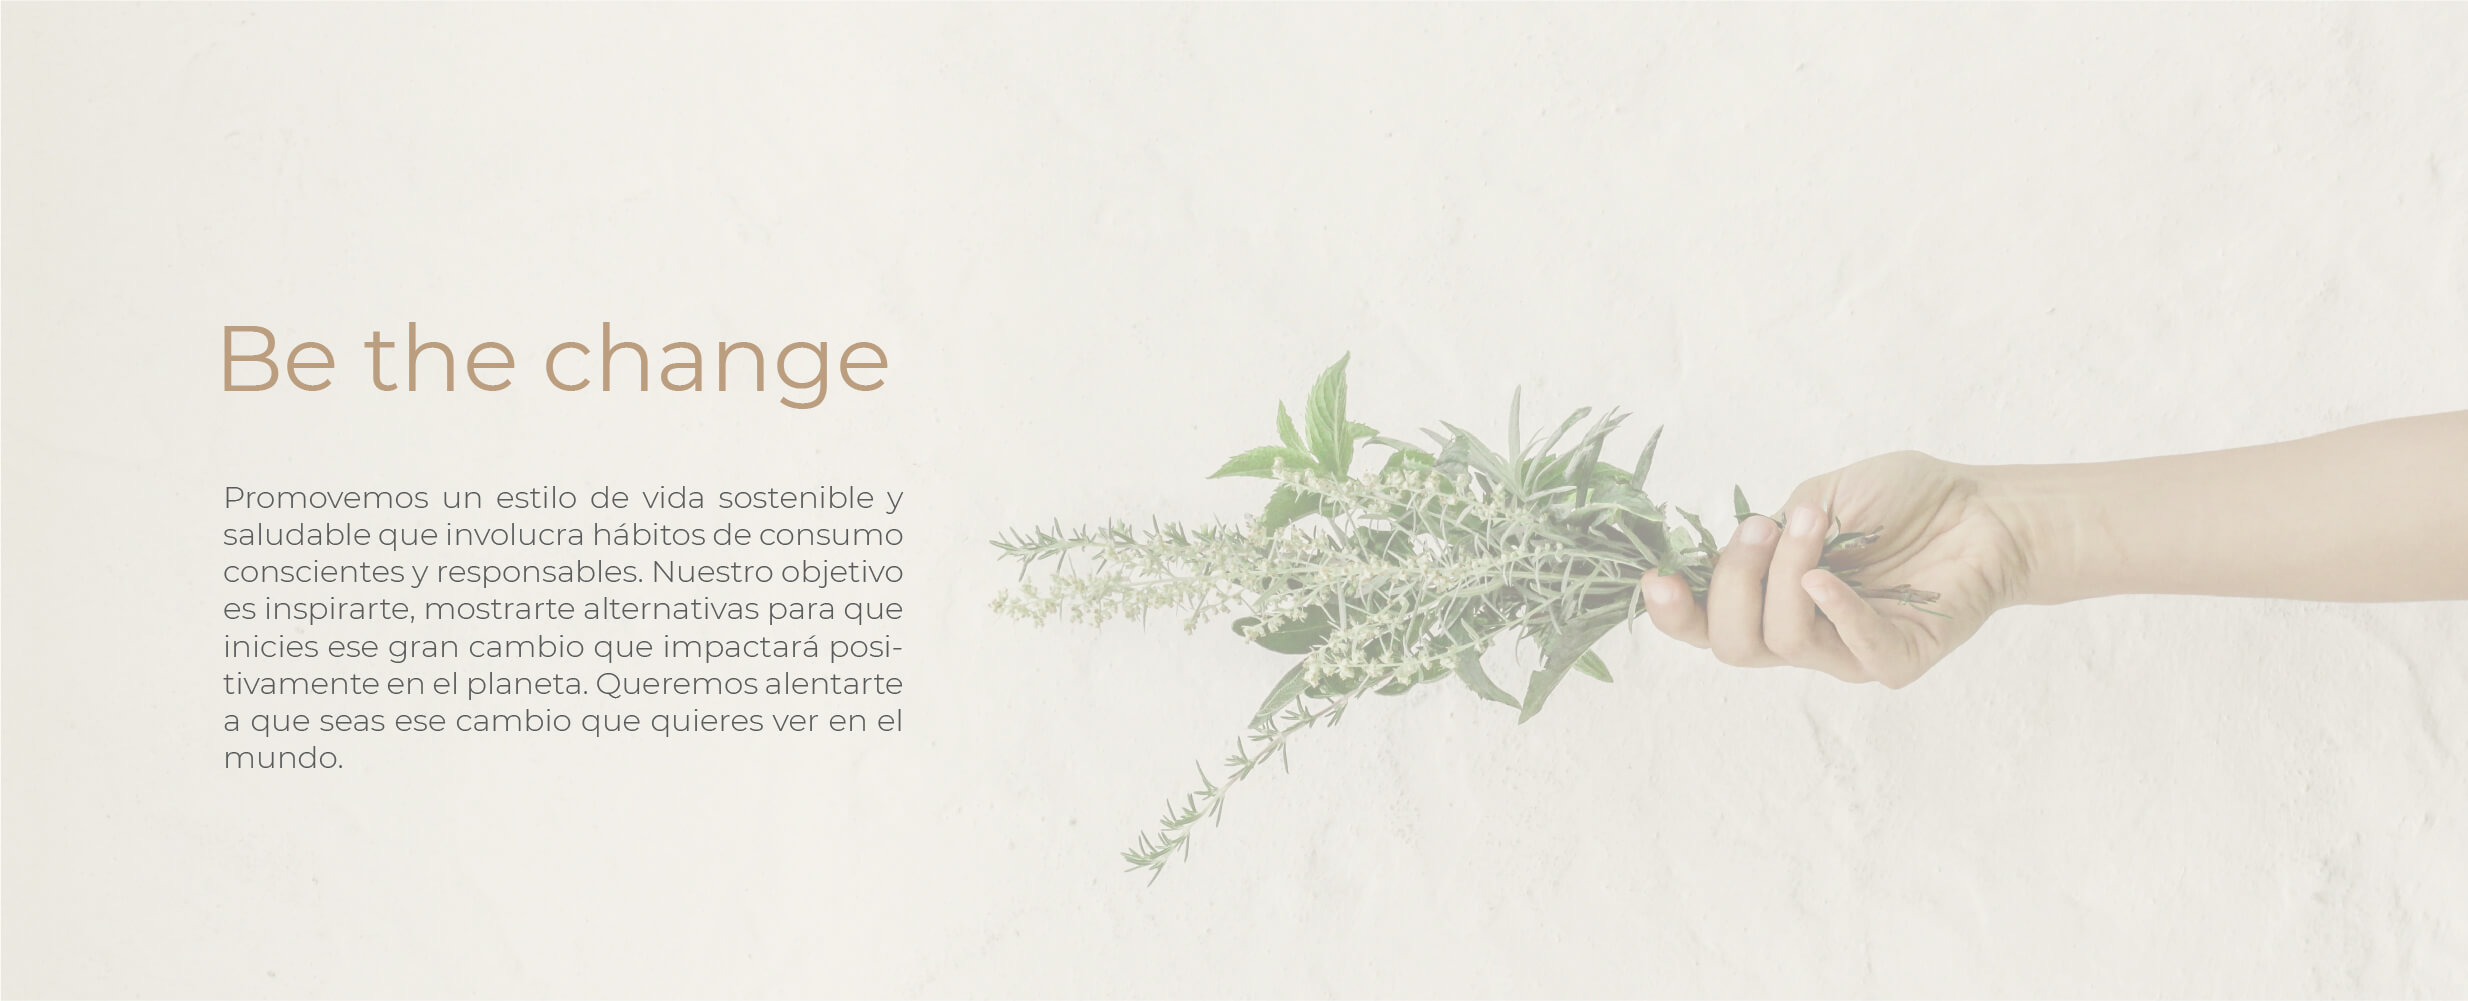 Be the change
Promovemos un estilo de vida sostenible y
saludable que involucra hábitos de consumo
conscientes y responsables. Nuestro objetivo
es inspirarte, mostrarte alternativas para que
inicies ese gran cambio que impactará posi-
tivamente en el planeta. Queremos alentarte
a que seas ese cambio que quieres ver en el
mundo.